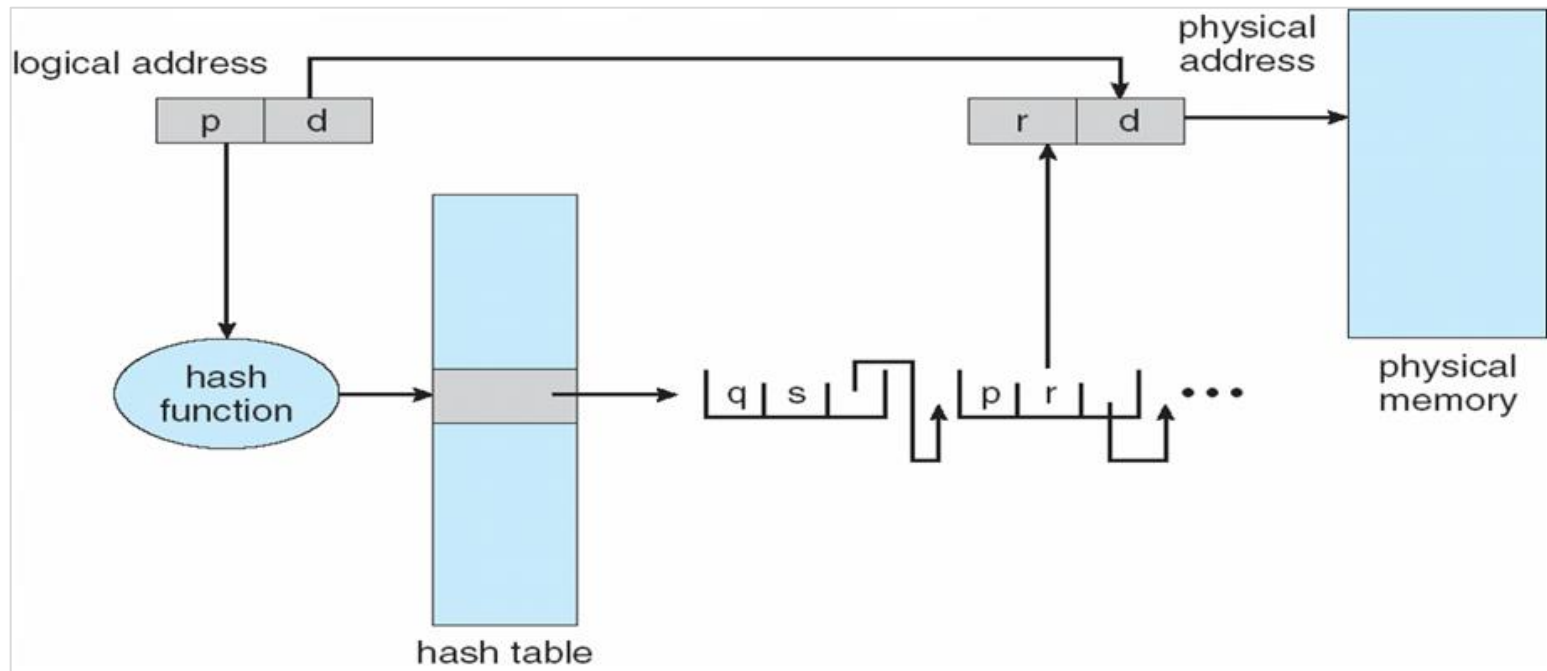 logical address
p d
physical
address
r d
hash
function
q s
p r
physical
memory
hash table